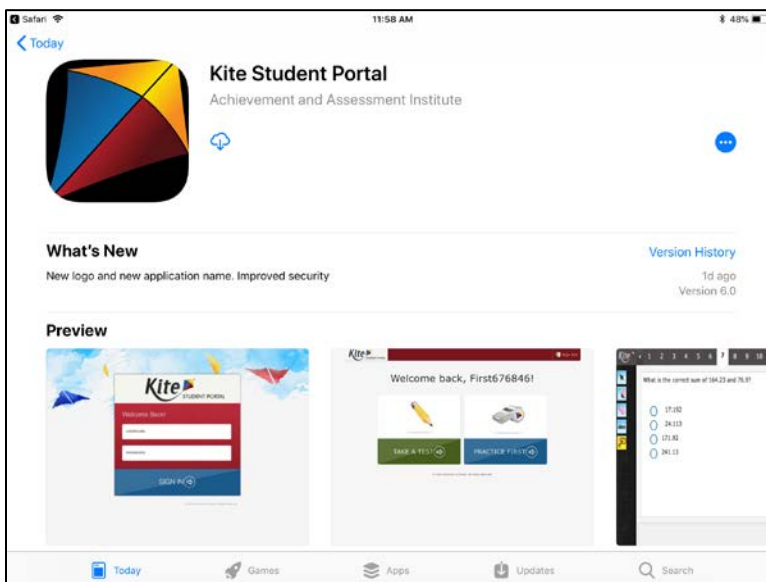 Safari 11:58 AM 48%
Today
Kite Student Portal
Achievement and Assessment Institute
What's New Version History
New logo and new application name. Improved security 1d ago
Version 6.0
Preview
Kite
STUDENT PORTAL
Welcome Back!
SIGN IN
Kite
Welcome back, First676846!
TAKE A TEST PRACTICE FIRST
Kite 1 2 3 4 5 6 7 8 9 10
What is the correct sum of 164.23 and 76.9?
17.192
24.113
171.92
241.13
Today Games Apps Updates Search